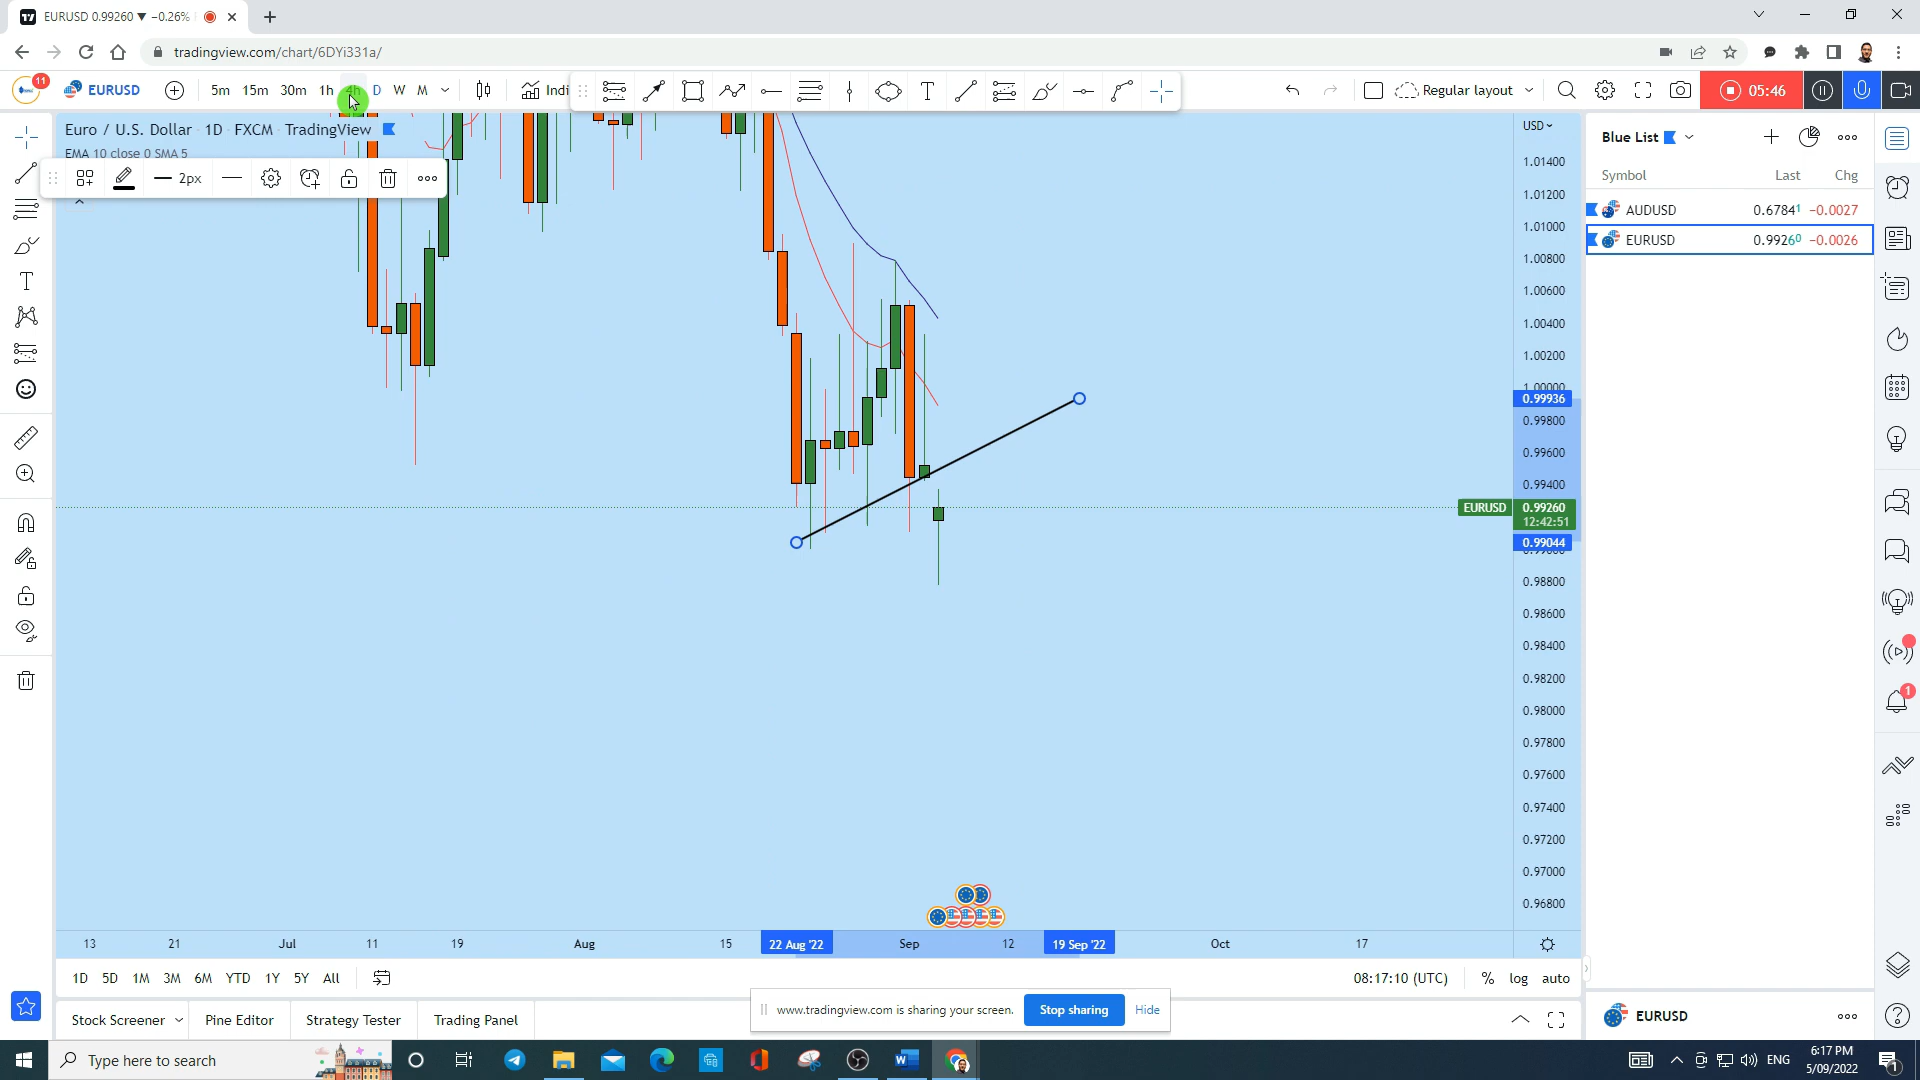 EURUSD 0.99260 ▼ −0.26%
tradingview.com/chart/6DYi331a/
11
EURUSD
5m 15m 30m 1h 4h D W M
Indi
Regular layout
05:46
Euro / U.S. Dollar 1D FXCM TradingView
EMA 10 close 0 SMA 5
2px
USD
1.01400
1.01200
1.01000
1.00800
1.00600
1.00400
1.00200
1.00000
0.99936
0.99800
0.99600
0.99400
EURUSD 0.99260
12:42:51
0.99044
0.98800
0.98600
0.98400
0.98200
0.98000
0.97800
0.97600
0.97400
0.97200
0.97000
0.96800
Blue List
Symbol Last Chg
AUDUSD 0.67841 −0.0027
EURUSD 0.99260 −0.0026
1
13 21 Jul 11 19 Aug 15 22 Aug '22 Sep 12 19 Sep '22 Oct 17
1D 5D 1M 3M 6M YTD 1Y 5Y All
08:17:10 (UTC) % log auto
Stock Screener Pine Editor Strategy Tester Trading Panel
www.tradingview.com is sharing your screen. Stop sharing Hide
EURUSD
Type here to search
ENG
6:17 PM
5/09/2022
1